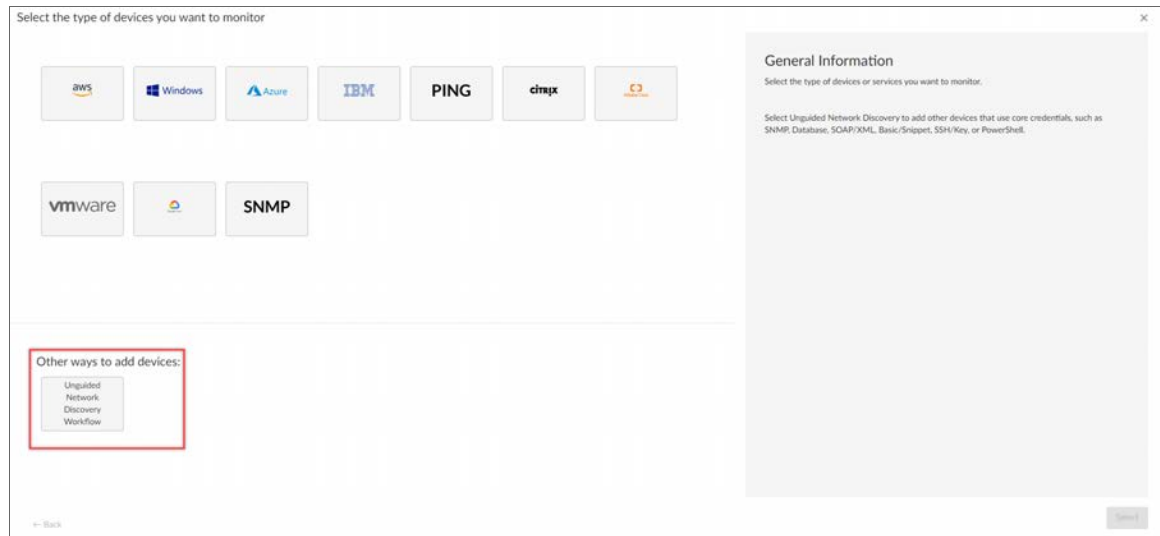 Select the type of devices you want to monitor
×
General Information
Select the type of devices or services you want to monitor.
Select Unguided Network Discovery to add other devices that use core credentials, such as
SNMP, Database, SOAP/XML, Basic/Snippet, SSH/Key, or PowerShell.
aws
Windows
Azure
IBM
PING
citrix
vmware
SNMP
Other ways to add devices:
Unguided
Network
Discovery
Workflow
← Back